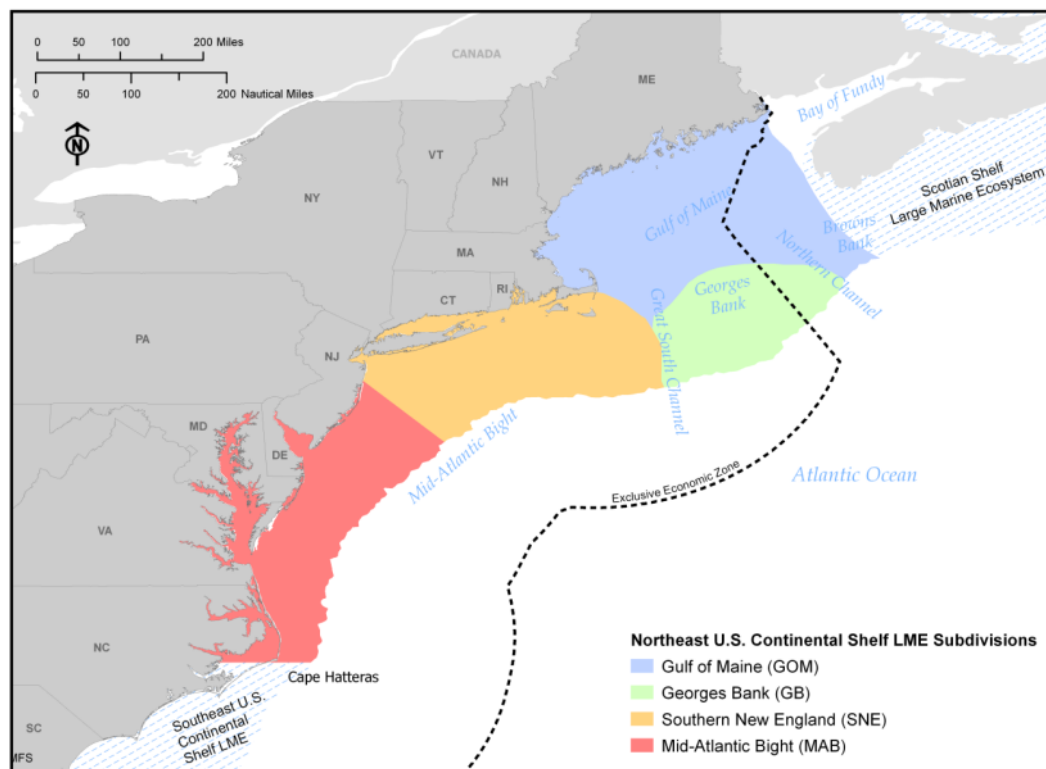 0 50 100 200 Miles
0 50 100 200 Nautical Miles
N
CANADA
ME
Bay of Fundy
VT
NH
NY
Scotian Shelf
Large Marine Ecosystem
Gulf of Maine
Browns
Bank
Northern Channel
MA
RI
CT
Georges
Bank
Great South Channel
PA
NJ
MD
DE
Mid-Atlantic Bight
Exclusive Economic Zone
Atlantic Ocean
VA
NC
Cape Hatteras
SC
MFS
Southeast U.S.
Continental
Shelf LME
Northeast U.S. Continental Shelf LME Subdivisions
Gulf of Maine (GOM)
Georges Bank (GB)
Southern New England (SNE)
Mid-Atlantic Bight (MAB)